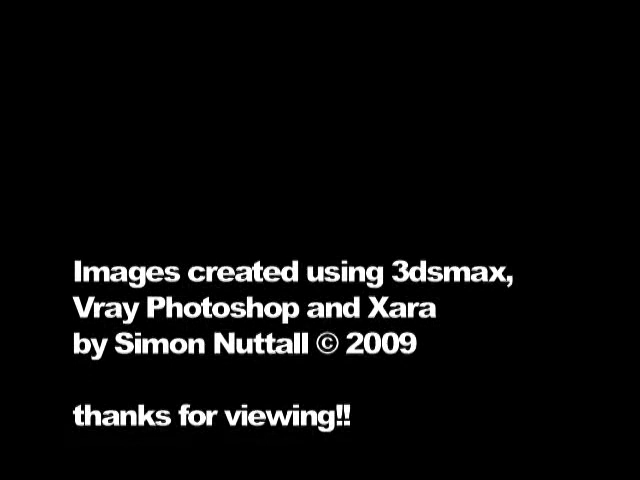 Images created using 3dsmax,
Vray Photoshop and Xara
by Simon Nuttall © 2009
thanks for viewing!!